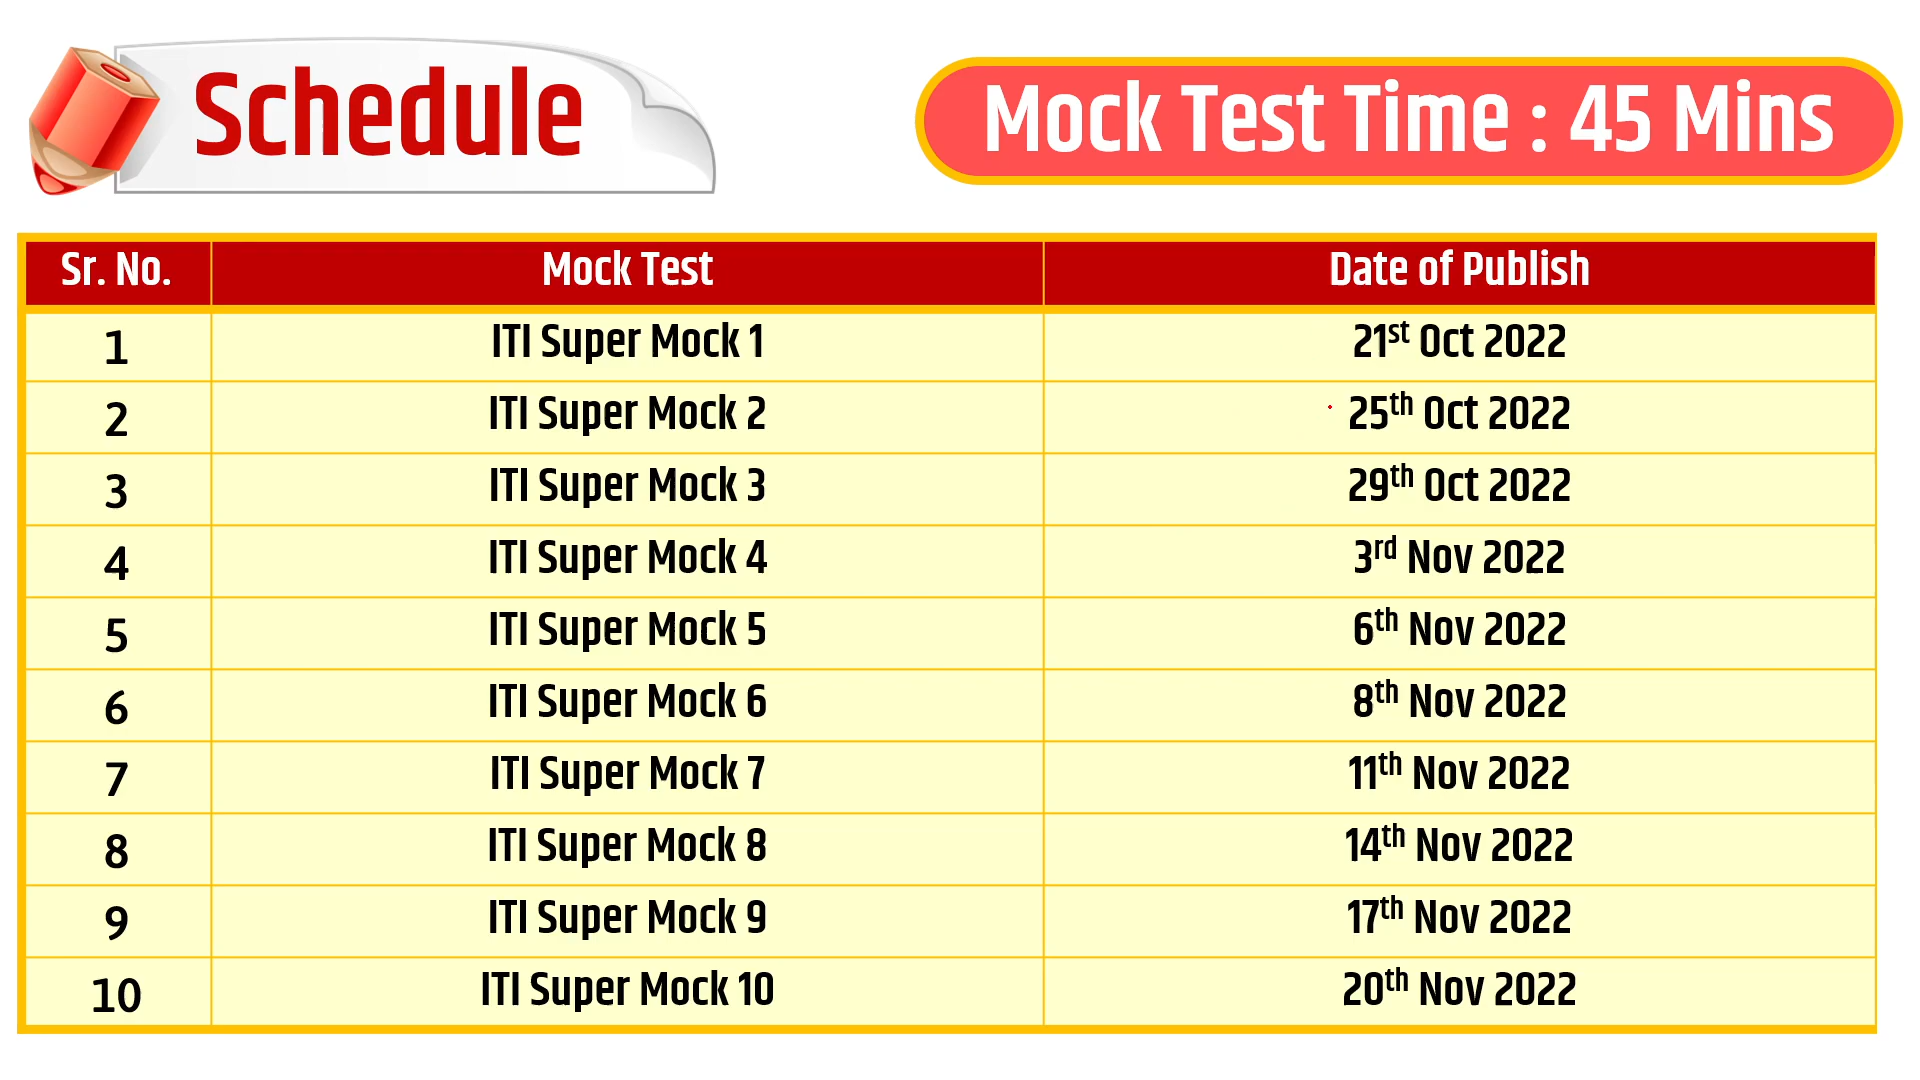 Schedule
Mock Test Time : 45 Mins
Sr. No. Mock Test Date of Publish
1 ITI Super Mock 1 21st Oct 2022
2 ITI Super Mock 2 25th Oct 2022
3 ITI Super Mock 3 29th Oct 2022
4 ITI Super Mock 4 3rd Nov 2022
5 ITI Super Mock 5 6th Nov 2022
6 ITI Super Mock 6 8th Nov 2022
7 ITI Super Mock 7 11th Nov 2022
8 ITI Super Mock 8 14th Nov 2022
9 ITI Super Mock 9 17th Nov 2022
10 ITI Super Mock 10 20th Nov 2022